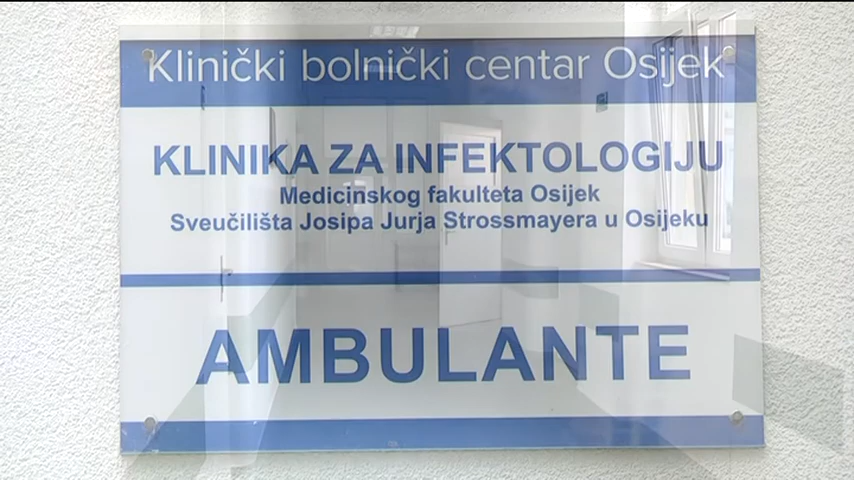 Klinički bolnički centar Osijek
KLINIKA ZA INFEKTOLOGIJU
Medicinskog fakulteta Osijek
Sveučilišta Josipa Jurja Strossmayera u Osijeku
AMBULANTE